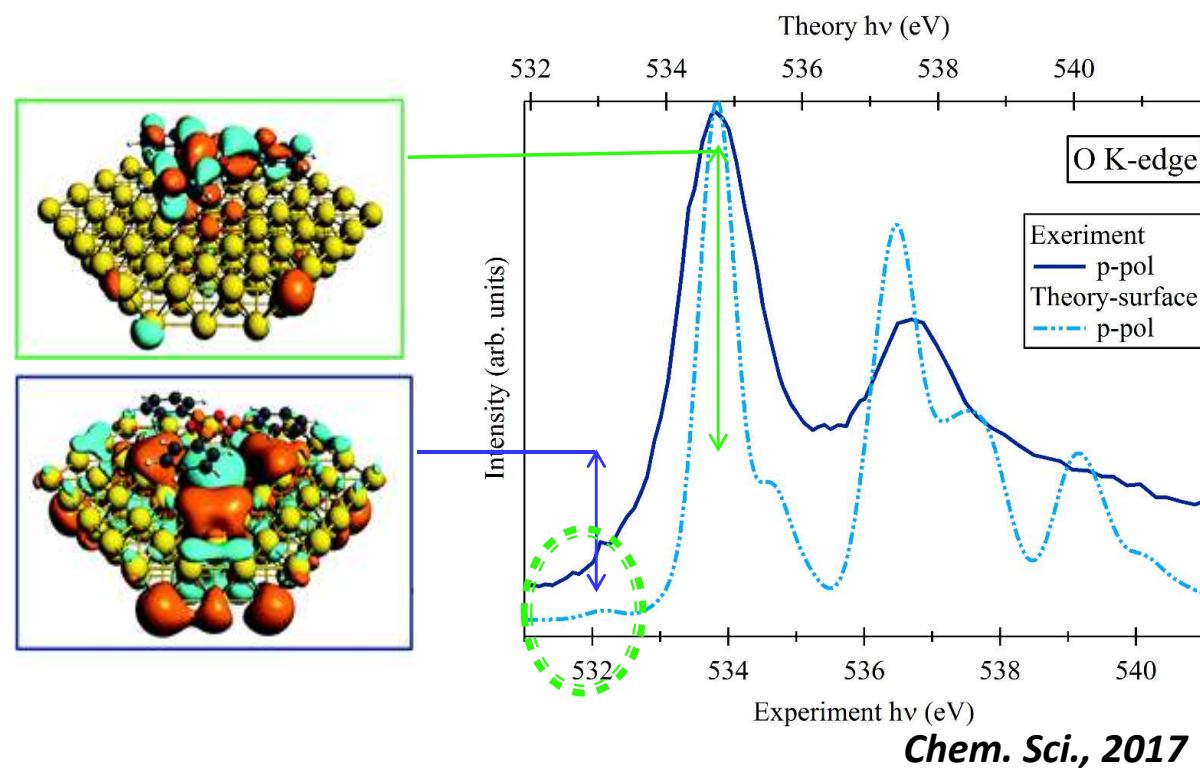 Theory hν (eV)
532 534 536 538 540
O K-edge
Exeriment
p-pol
Theory-surface
p-pol
Intensity (arb. units)
532 534 536 538 540
Experiment hν (eV)
Chem. Sci., 2017